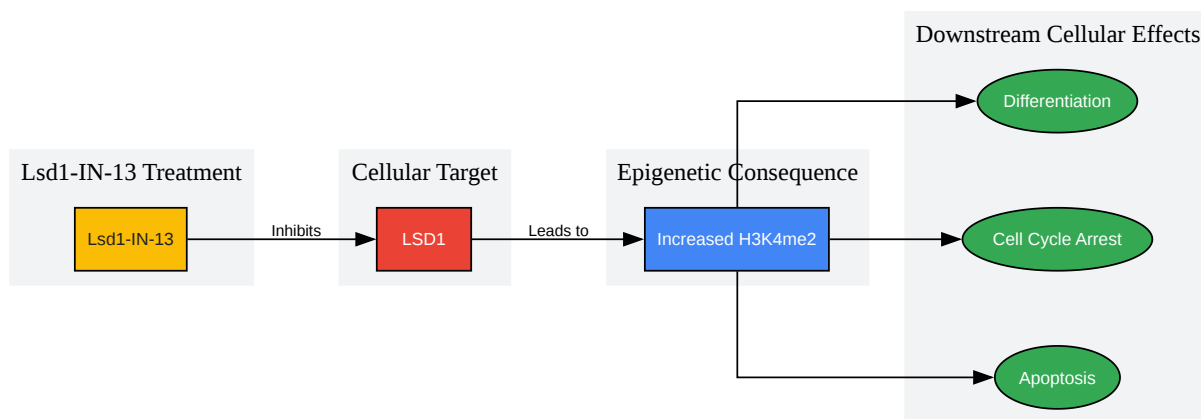 Downstream Cellular Effects
Differentiation
Lsd1-IN-13 Treatment
Cellular Target
Epigenetic Consequence
Lsd1-IN-13
Inhibits
LSD1
Leads to
Increased H3K4me2
Cell Cycle Arrest
Apoptosis